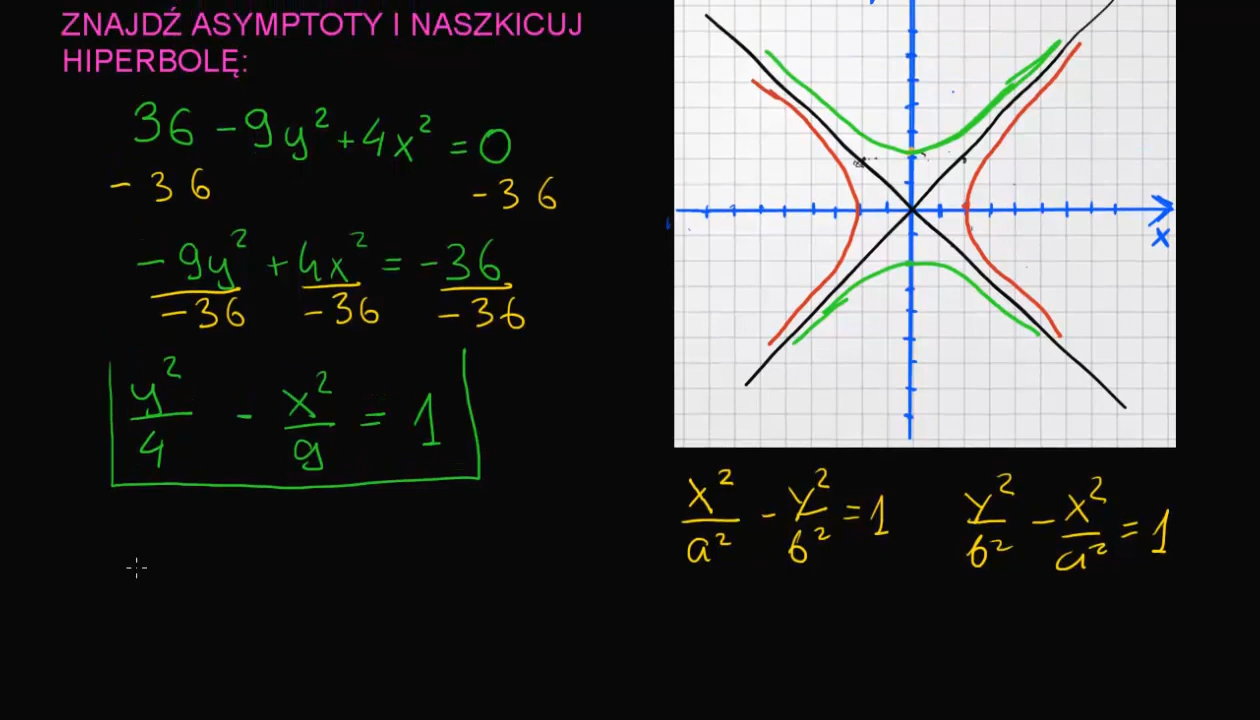 ZNAJDŹ ASYMPTOTY I NASZKICUJ
HIPERBOLĘ:
36 - 9y² + 4x² = 0
-36 -36
-9y² + 4x² = -36
-36 -36 -36
y²/4 - x²/9 = 1
x
x²/a² - y²/b² = 1
y²/b² - x²/a² = 1